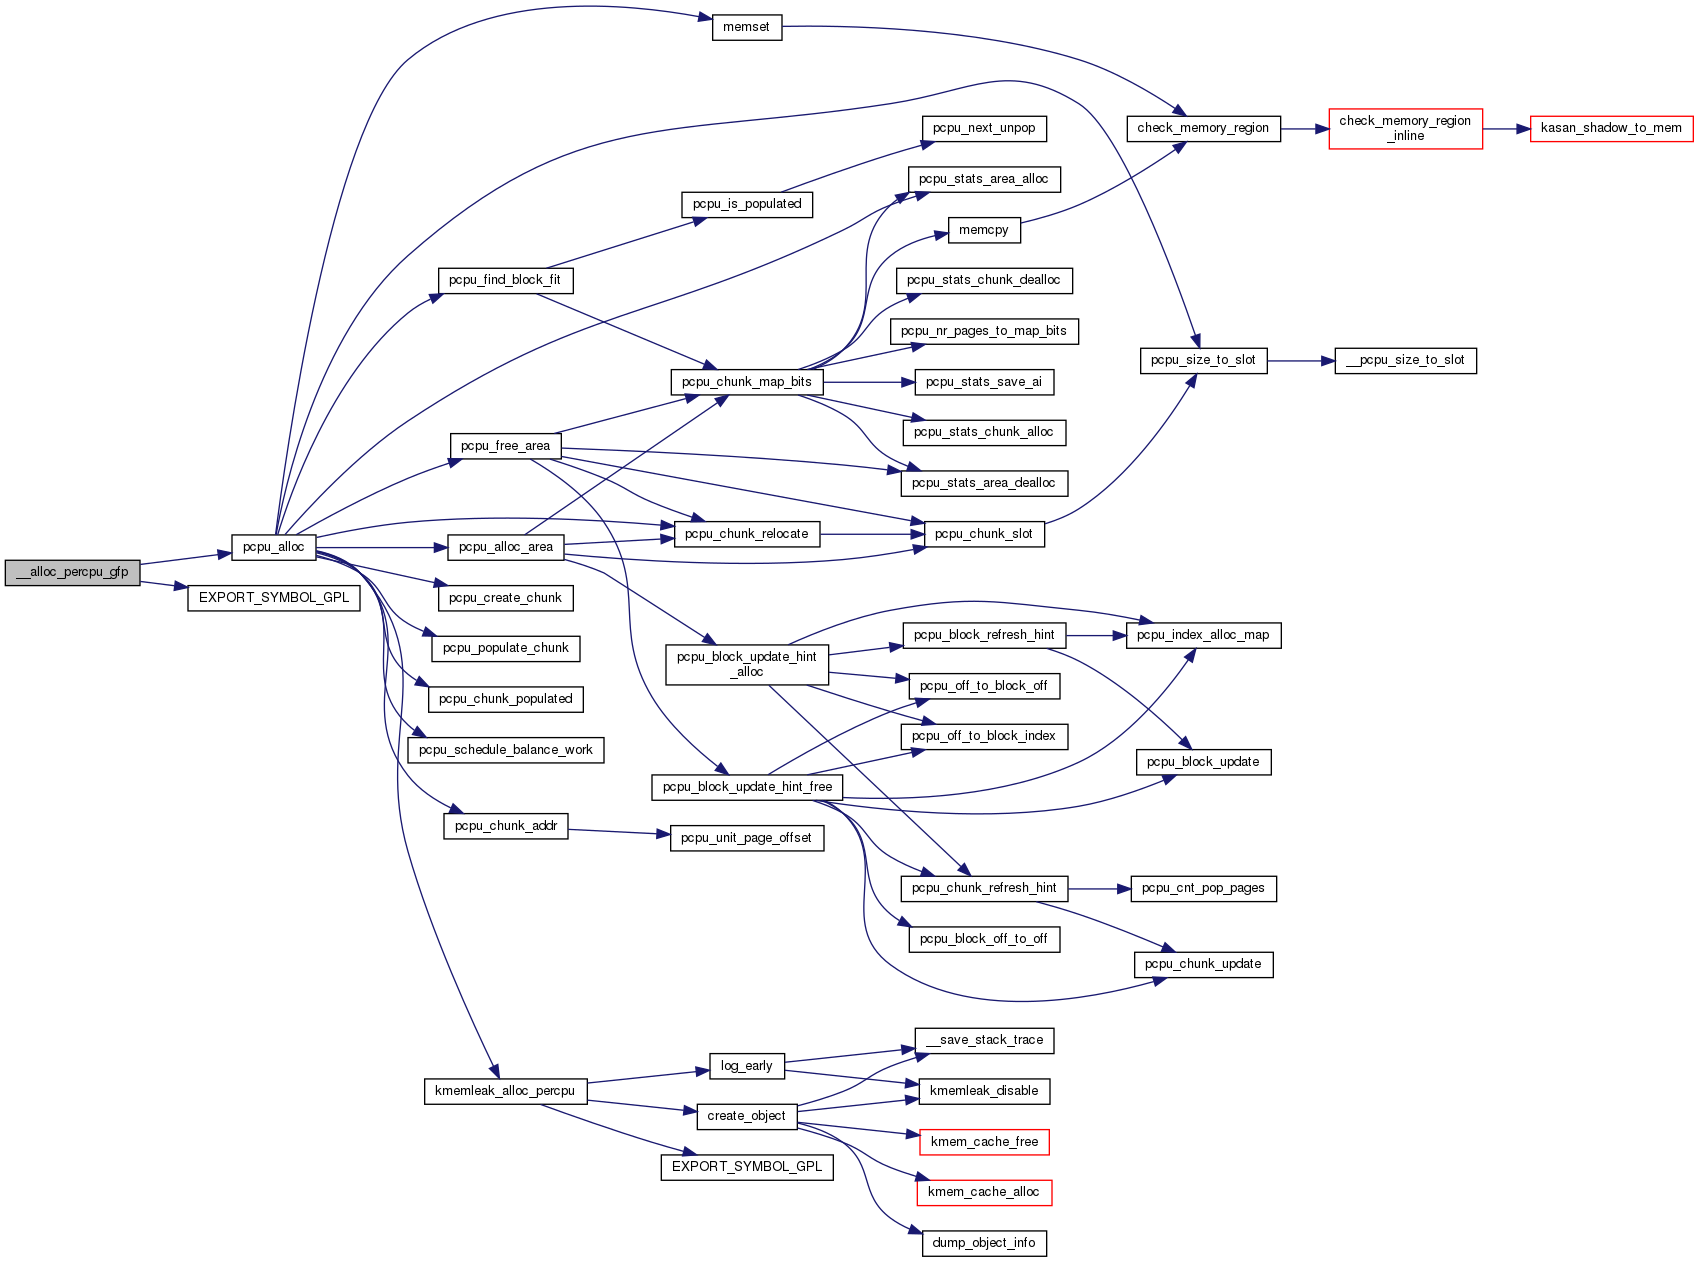 memset
pcpu_next_unpop
check_memory_region
check_memory_region
_inline
kasan_shadow_to_mem
pcpu_stats_area_alloc
pcpu_is_populated
memcpy
pcpu_find_block_fit
pcpu_stats_chunk_dealloc
pcpu_nr_pages_to_map_bits
pcpu_size_to_slot
__pcpu_size_to_slot
pcpu_chunk_map_bits
pcpu_stats_save_ai
pcpu_stats_chunk_alloc
pcpu_free_area
pcpu_stats_area_dealloc
pcpu_alloc
pcpu_alloc_area
pcpu_chunk_relocate
pcpu_chunk_slot
__alloc_percpu_gfp
EXPORT_SYMBOL_GPL
pcpu_create_chunk
pcpu_populate_chunk
pcpu_block_update_hint
_alloc
pcpu_block_refresh_hint
pcpu_index_alloc_map
pcpu_off_to_block_off
pcpu_chunk_populated
pcpu_off_to_block_index
pcpu_schedule_balance_work
pcpu_block_update
pcpu_block_update_hint_free
pcpu_chunk_addr
pcpu_unit_page_offset
pcpu_chunk_refresh_hint
pcpu_cnt_pop_pages
pcpu_block_off_to_off
pcpu_chunk_update
__save_stack_trace
log_early
kmemleak_alloc_percpu
kmemleak_disable
create_object
kmem_cache_free
EXPORT_SYMBOL_GPL
kmem_cache_alloc
dump_object_info